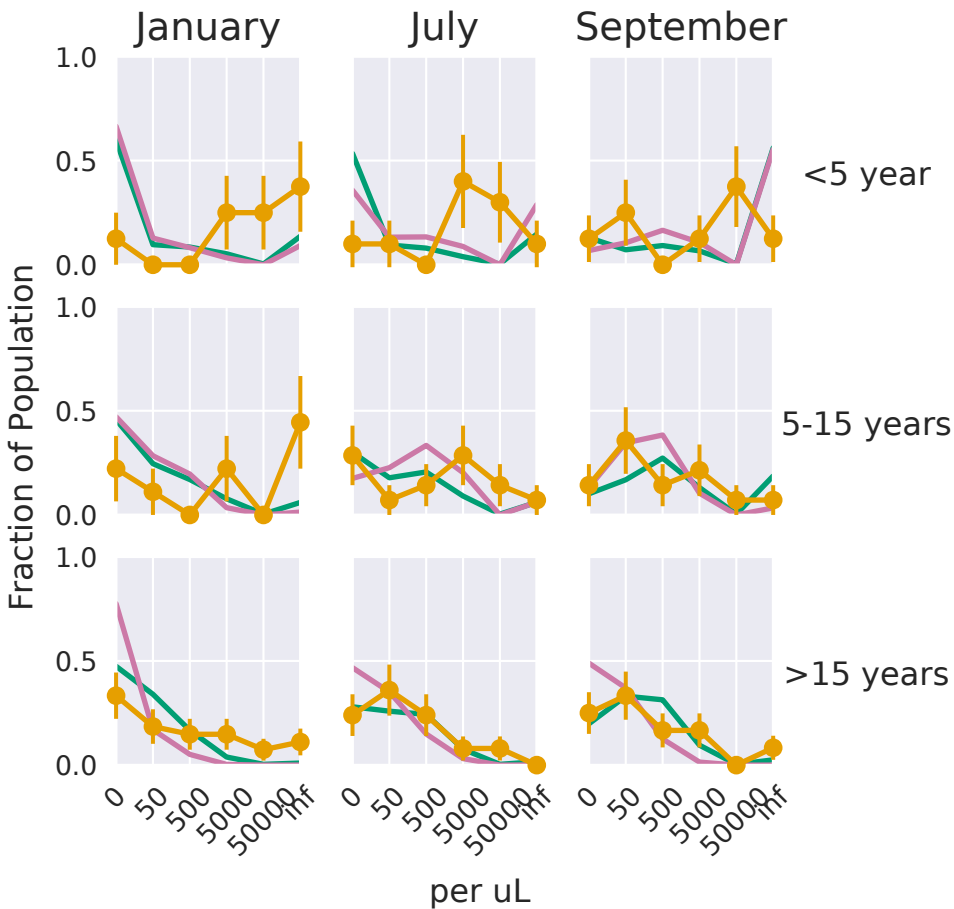 January July September
1.0
0.5
0.0
<5 year
1.0
0.5
0.0
5-15 years
1.0
0.5
0.0
>15 years
Fraction of Population
0 50 500 5000 50000 inf
0 50 500 5000 50000 inf
0 50 500 5000 50000 inf
per uL